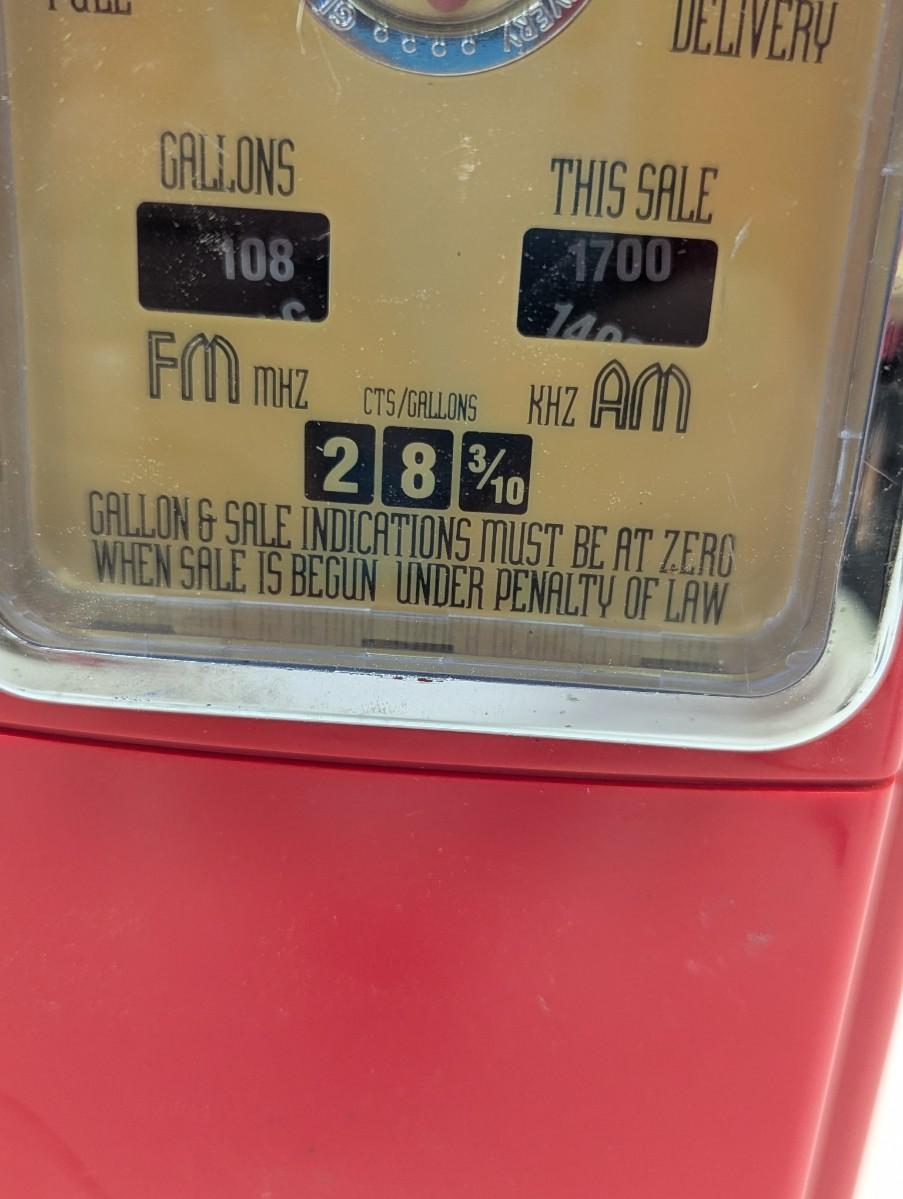 DELIVERY
GALLONS
THIS SALE
108
1700
FM MHZ
KHZ AM
CTS/GALLONS
2 8 3/10
GALLON & SALE INDICATIONS MUST BE AT ZERO
WHEN SALE IS BEGUN UNDER PENALTY OF LAW